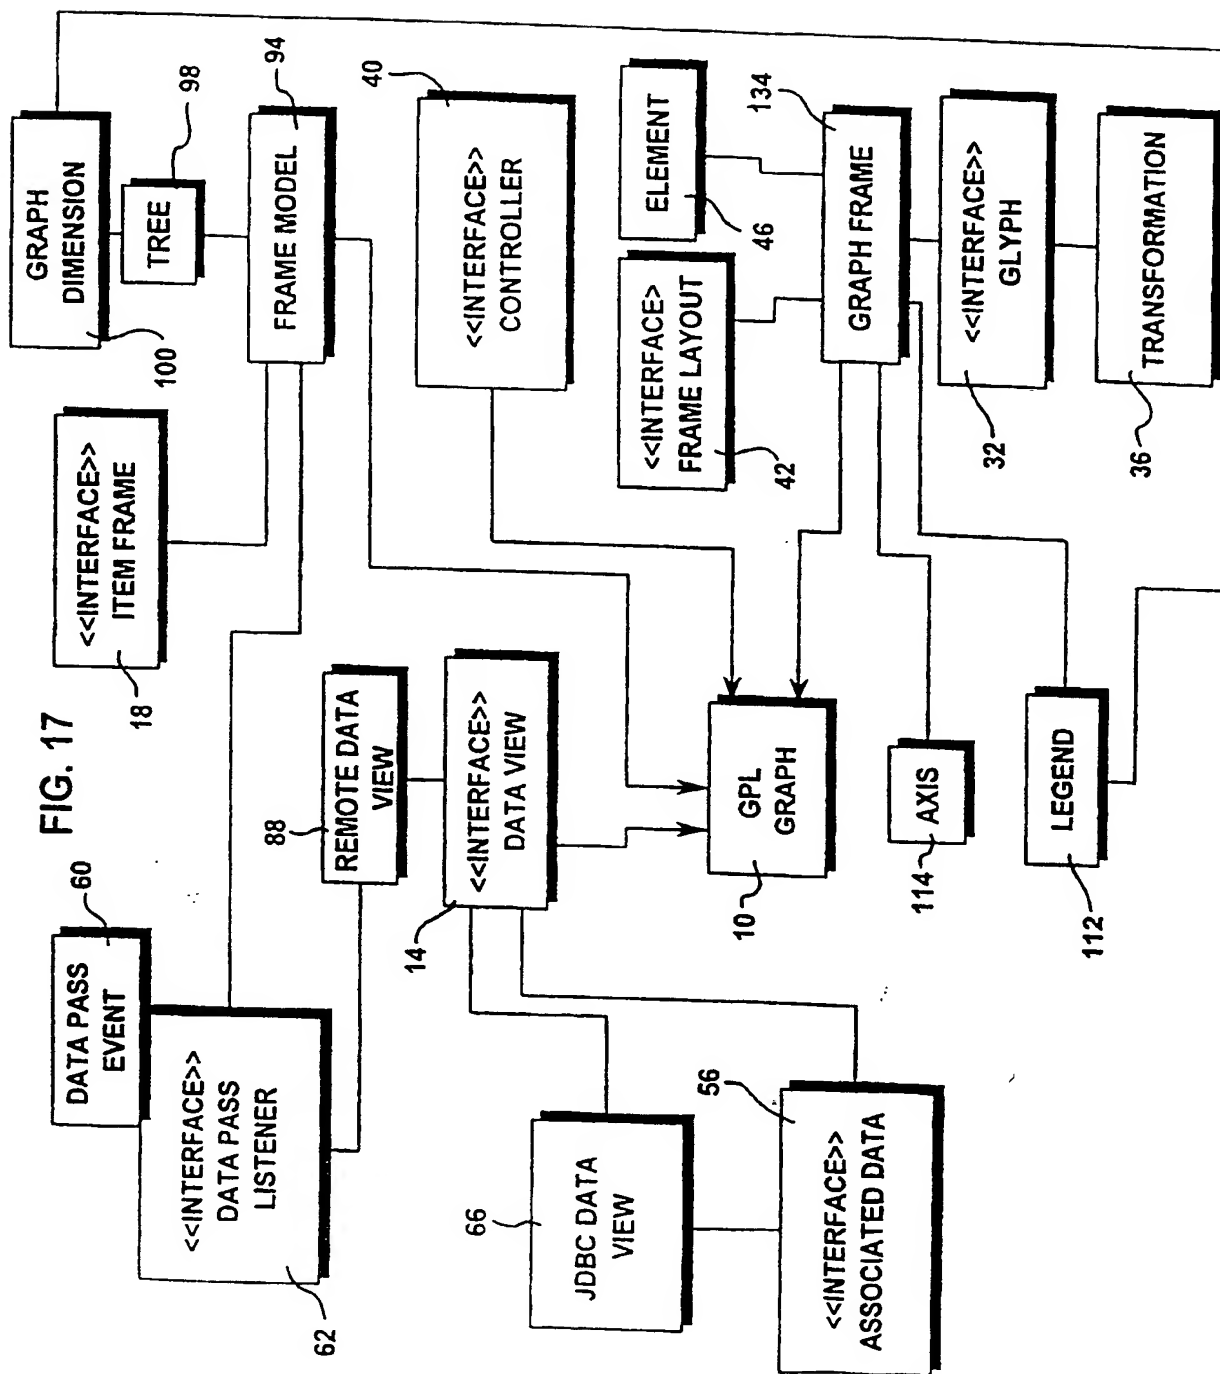 FIG. 17
DATA PASS
EVENT
60
<<INTERFACE>>
DATA PASS
LISTENER
62
<<INTERFACE>>
ITEM FRAME
18
GRAPH
DIMENSION
100
TREE
98
FRAME MODEL
94
REMOTE DATA
VIEW
88
<<INTERFACE>>
DATA VIEW
14
<<INTERFACE>>
CONTROLLER
40
JDBC DATA
VIEW
66
<<INTERFACE>>
ASSOCIATED DATA
56
GPL
GRAPH
10
<<INTERFACE>
FRAME LAYOUT
42
ELEMENT
46
GRAPH FRAME
134
AXIS
114
<<INTERFACE>>
GLYPH
32
LEGEND
112
TRANSFORMATION
36